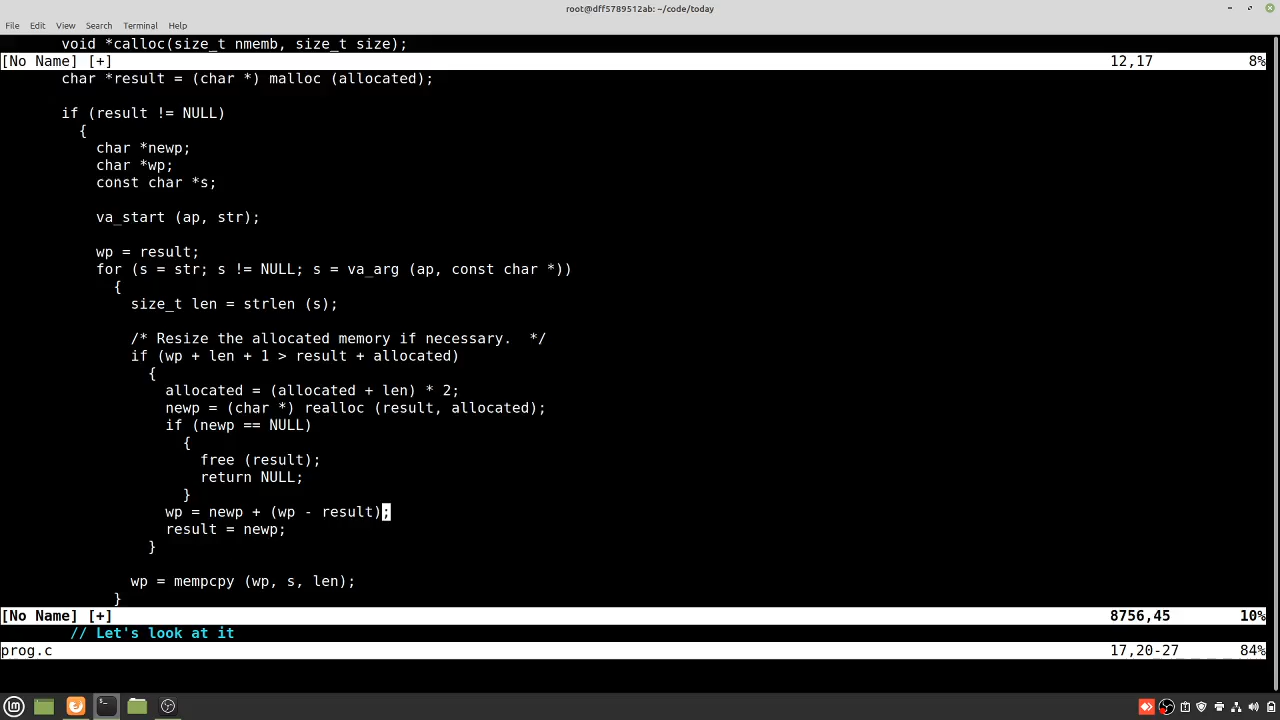 root@dff5789512ab: ~/code/today
File Edit View Search Terminal Help
void *calloc(size_t nmemb, size_t size);
[No Name] [+] 12,17 8%
char *result = (char *) malloc (allocated);
if (result != NULL)
{
char *newp;
char *wp;
const char *s;
va_start (ap, str);
wp = result;
for (s = str; s != NULL; s = va_arg (ap, const char *))
{
size_t len = strlen (s);
/* Resize the allocated memory if necessary.  */
if (wp + len + 1 > result + allocated)
{
allocated = (allocated + len) * 2;
newp = (char *) realloc (result, allocated);
if (newp == NULL)
{
free (result);
return NULL;
}
wp = newp + (wp - result);
result = newp;
}
wp = mempcpy (wp, s, len);
}
[No Name] [+] 8756,45 10%
// Let's look at it
prog.c 17,20-27 84%